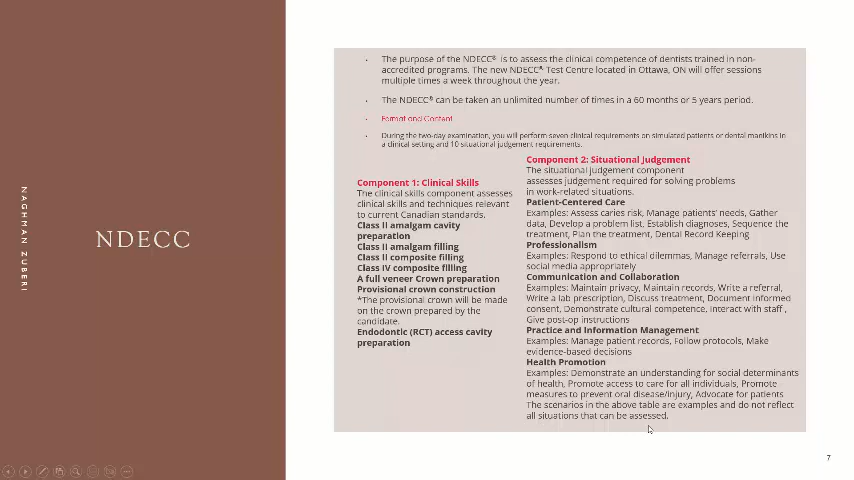 NAGHMAN ZUBERI
NDECC
The purpose of the NDECC® is to assess the clinical competence of dentists trained in non-
accredited programs. The new NDECC® Test Centre located in Ottawa, ON will offer sessions
multiple times a week throughout the year.
The NDECC® can be taken an unlimited number of times in a 60 months or 5 years period.
Format and Content
During the two-day examination, you will perform seven clinical requirements on simulated patients or dental manikins in
a clinical setting and 10 situational judgement requirements.
Component 1: Clinical Skills
The clinical skills component assesses
clinical skills and techniques relevant
to current Canadian standards.
Class II amalgam cavity
preparation
Class II amalgam filling
Class II composite filling
Class IV composite filling
A full veneer Crown preparation
Provisional crown construction
*The provisional crown will be made
on the crown prepared by the
candidate.
Endodontic (RCT) access cavity
preparation
Component 2: Situational Judgement
The situational judgement component
assesses judgement required for solving problems
in work-related situations.
Patient-Centered Care
Examples: Assess caries risk, Manage patients' needs, Gather
data, Develop a problem list, Establish diagnoses, Sequence the
treatment, Plan the treatment, Dental Record Keeping
Professionalism
Examples: Respond to ethical dilemmas, Manage referrals, Use
social media appropriately
Communication and Collaboration
Examples: Maintain privacy, Maintain records, Write a referral,
Write a lab prescription, Discuss treatment, Document informed
consent, Demonstrate cultural competence, Interact with staff ,
Give post-op instructions
Practice and Information Management
Examples: Manage patient records, Follow protocols, Make
evidence-based decisions
Health Promotion
Examples: Demonstrate an understanding for social determinants
of health, Promote access to care for all individuals, Promote
measures to prevent oral disease/injury, Advocate for patients
The scenarios in the above table are examples and do not reflect
all situations that can be assessed.
7